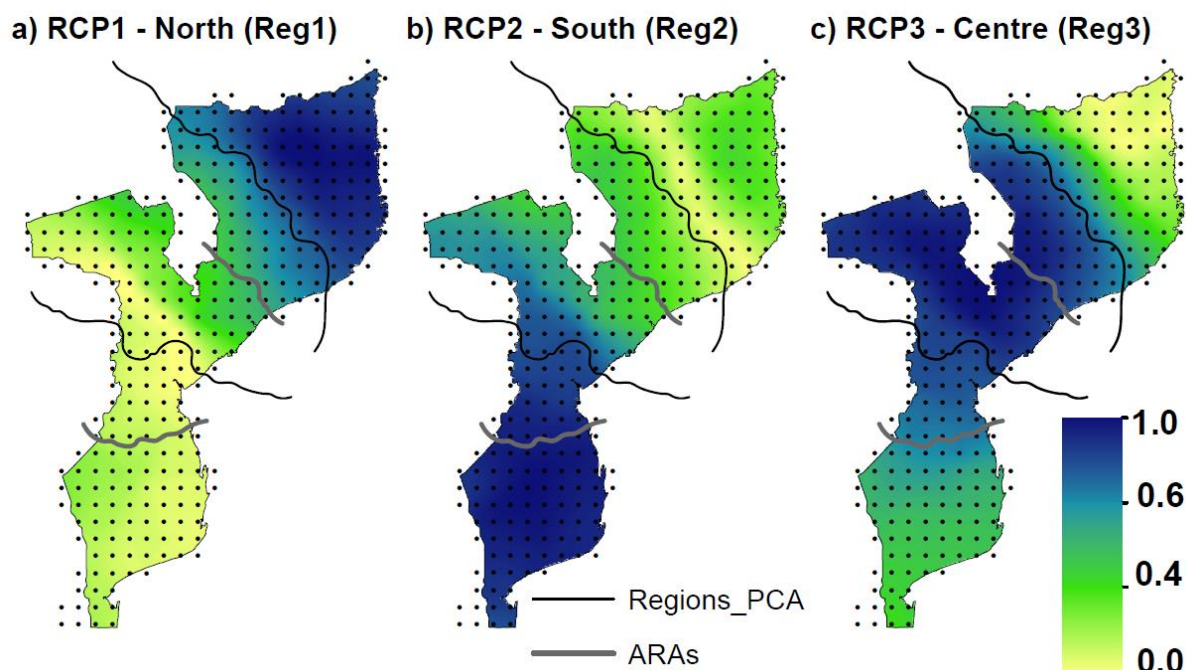 a) RCP1 - North (Reg1)
b) RCP2 - South (Reg2)
c) RCP3 - Centre (Reg3)
1.0
0.6
0.4
0.0
Regions_PCA
ARAs